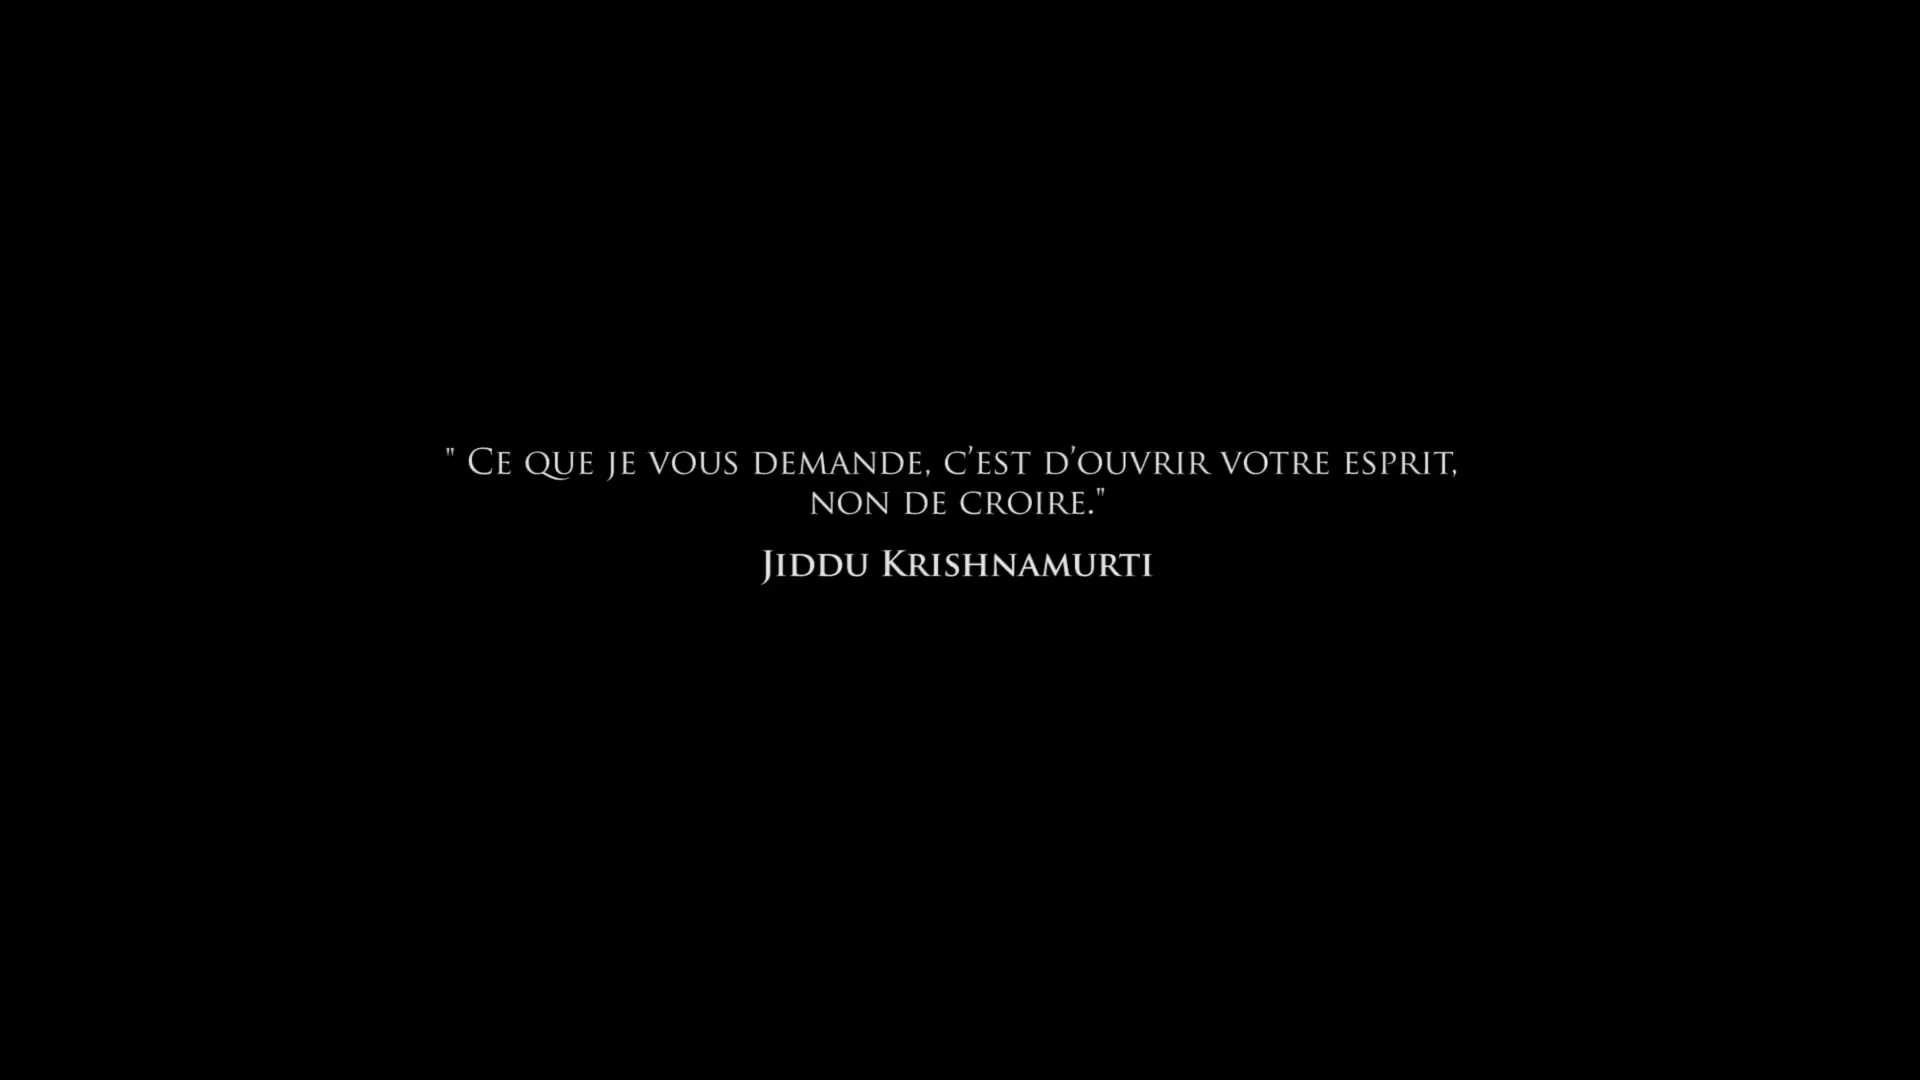 " Ce que je vous demande, c’est d’ouvrir votre esprit,
non de croire."
Jiddu Krishnamurti